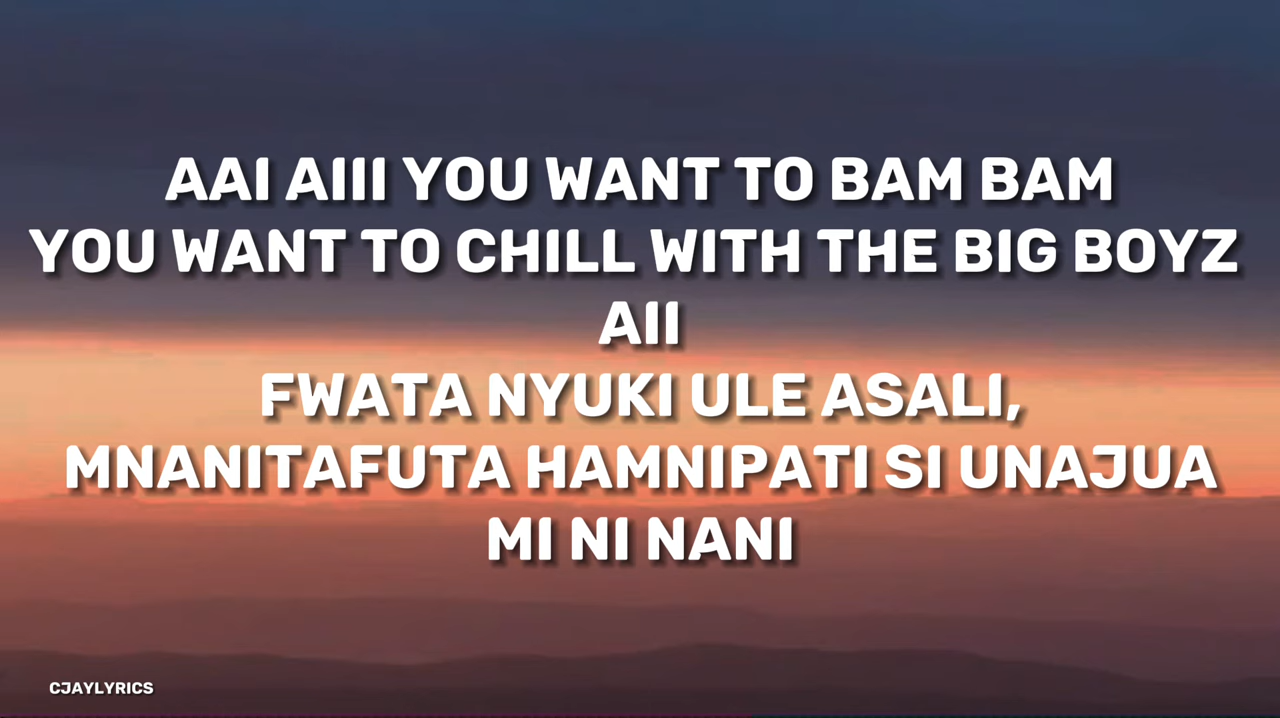 AAI AIII YOU WANT TO BAM BAM
YOU WANT TO CHILL WITH THE BIG BOYZ
AII
FWATA NYUKI ULE ASALI,
MNANITAFUTA HAMNIPATI SI UNAJUA
MI NI NANI
CJAYLYRICS